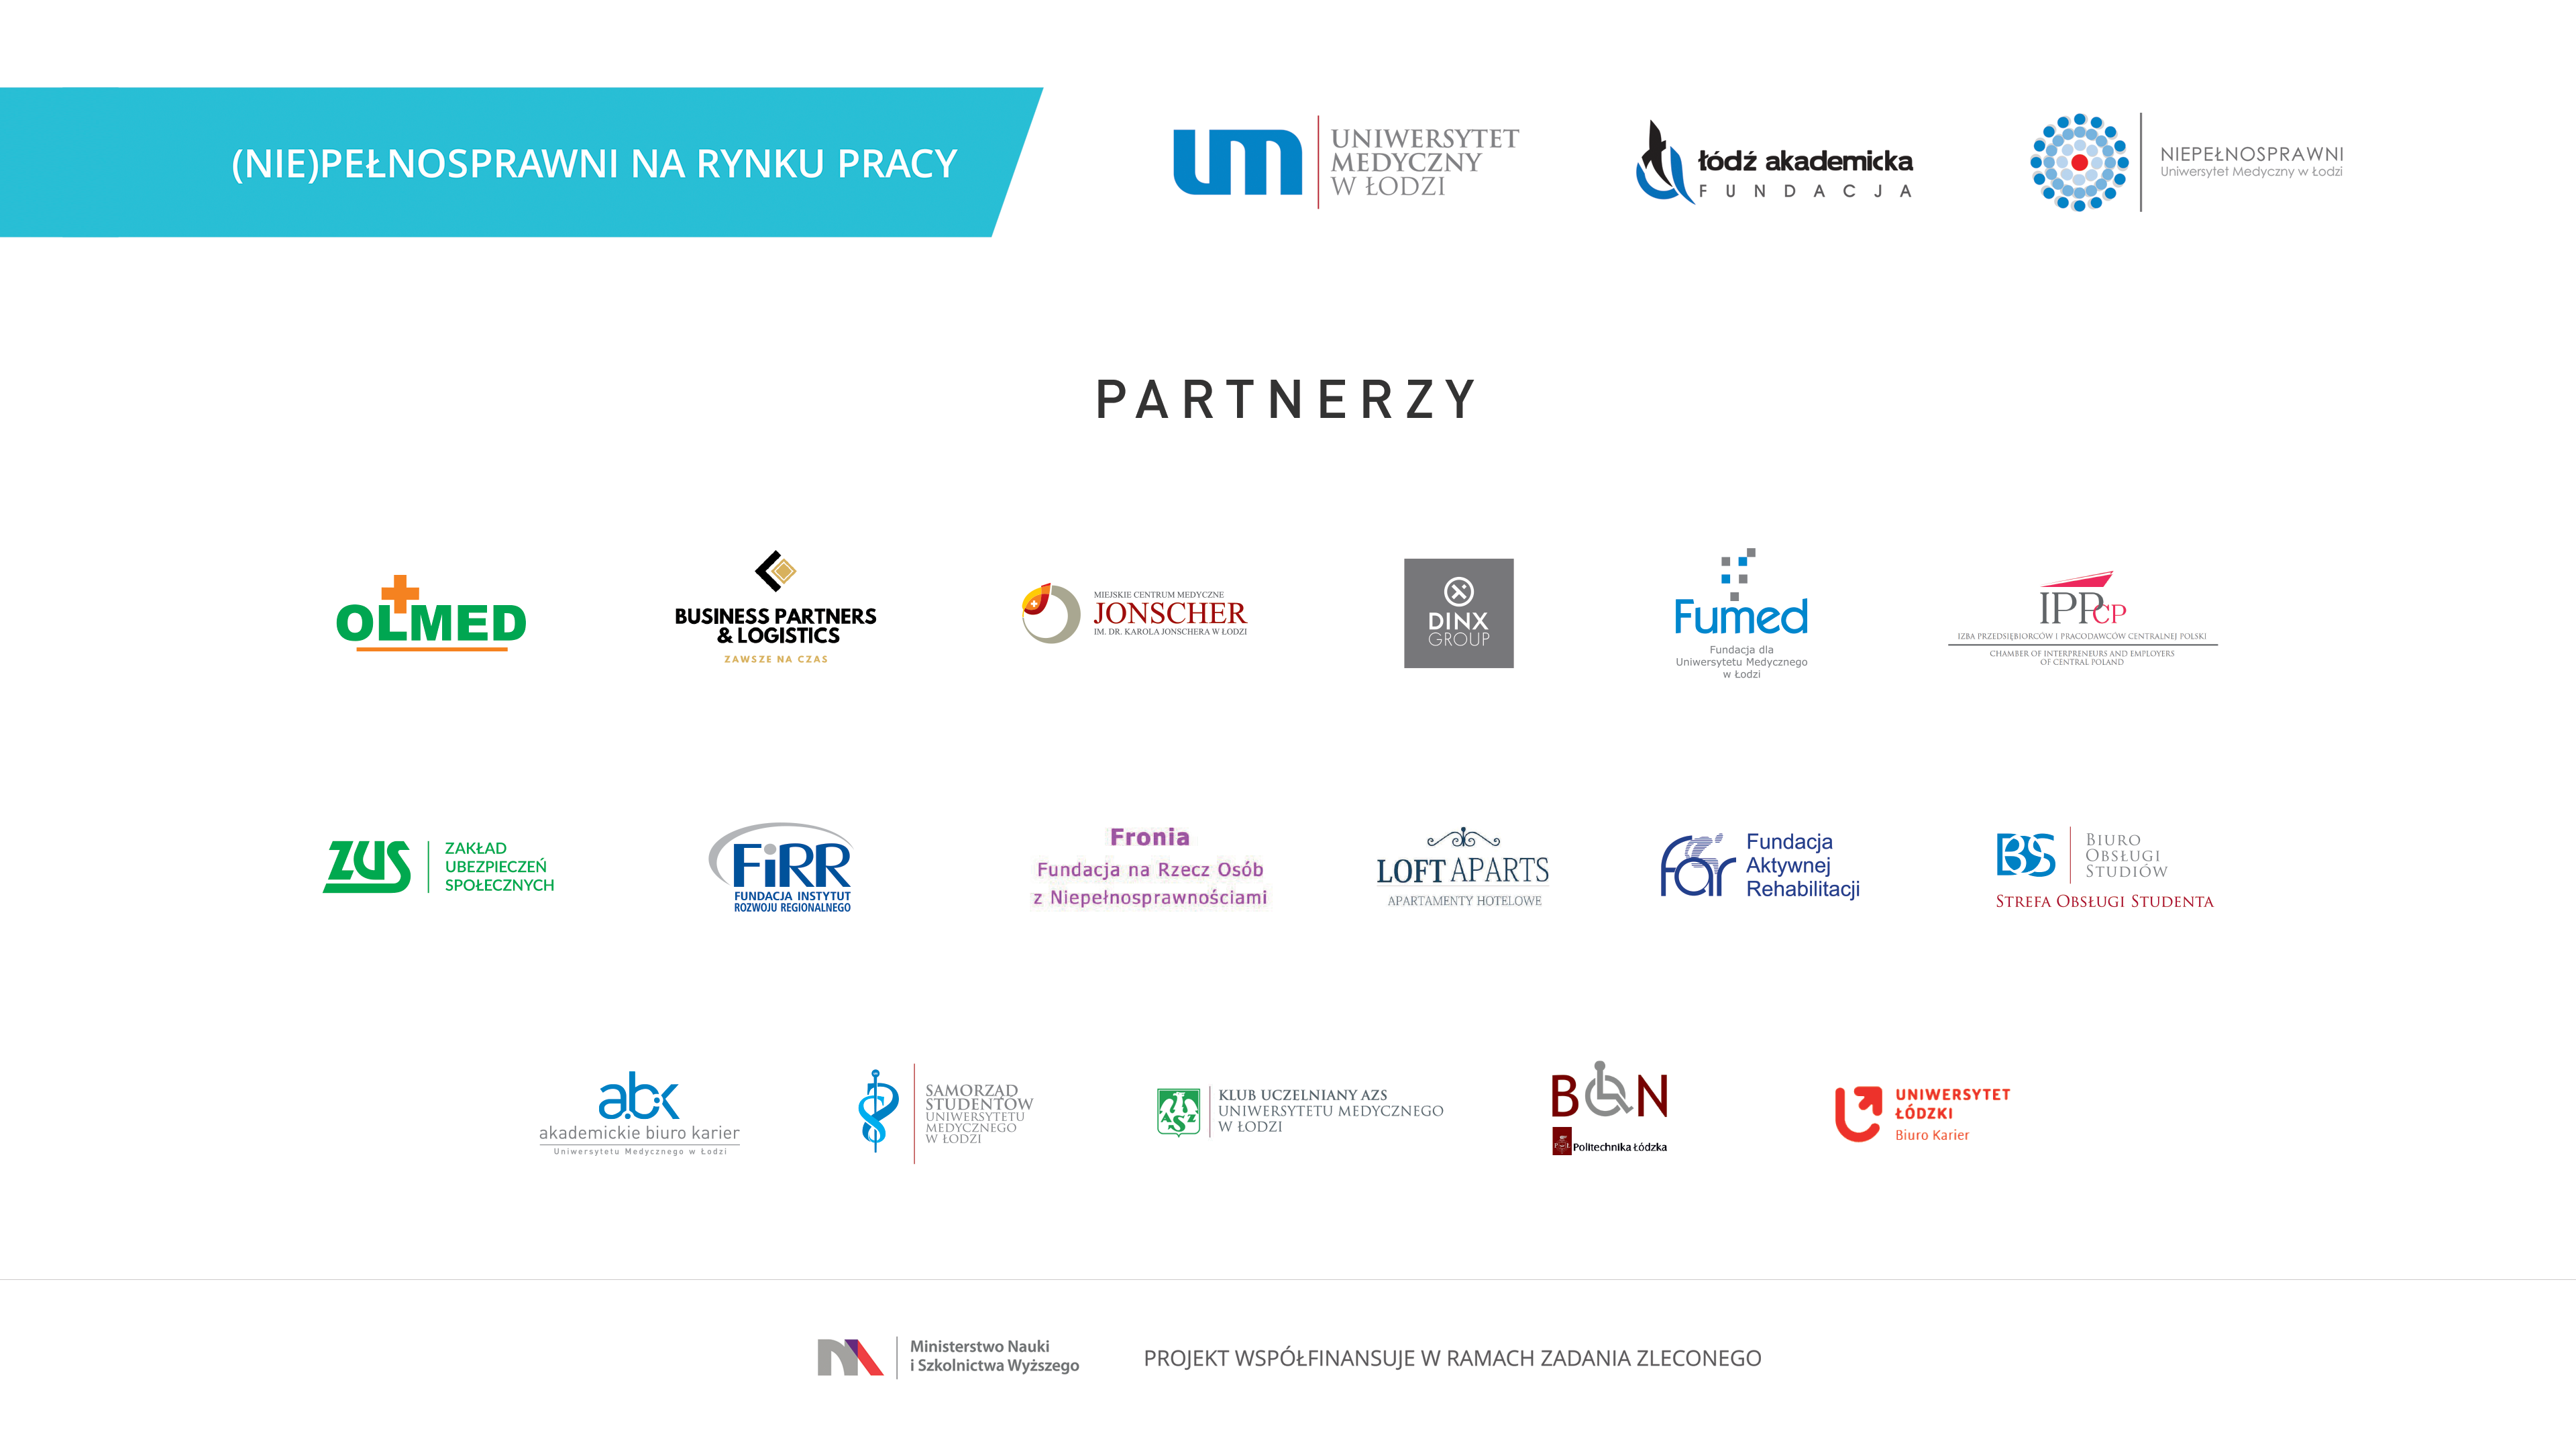 (NIE)PEŁNOSPRAWNI NA RYNKU PRACY
um
UNIWERSYTET
MEDYCZNY
W ŁODZI
łódź akademicka
FUNDACJA
NIEPEŁNOSPRAWNI
Uniwersytet Medyczny w Łodzi
PARTNERZY
OLMED
BUSINESS PARTNERS
& LOGISTICS
ZAWSZE NA CZAS
MIEJSKIE CENTRUM MEDYCZNE
JONSCHER
IM. DR. KAROLA JONSCHERA W ŁODZI
DINX
GROUP
Fumed
Fundacja dla
Uniwersytetu Medycznego
w Łodzi
IPPCP
IZBA PRZEDSIĘBIORCÓW I PRACODAWCÓW CENTRALNEJ POLSKI
CHAMBER OF INTERPRENEURS AND EMPLOYERS
OF CENTRAL POLAND
ZUS
ZAKŁAD
UBEZPIECZEŃ
SPOŁECZNYCH
FiRR
FUNDACJA INSTYTUT
ROZWOJU REGIONALNEGO
Fronia
Fundacja na Rzecz Osób
z Niepełnosprawnościami
LOFT APARTS
APARTAMENTY HOTELOWE
far
Fundacja
Aktywnej
Rehabilitacji
BOS
BIURO
OBSŁUGI
STUDIÓW
STREFA OBSŁUGI STUDENTA
abk
akademickie biuro karier
Uniwersytetu Medycznego w Łodzi
SAMORZĄD
STUDENTÓW
UNIWERSYTETU
MEDYCZNEGO
W ŁODZI
AZS
KLUB UCZELNIANY AZS
UNIWERSYTETU MEDYCZNEGO
W ŁODZI
BON
Politechnika Łódzka
UNIWERSYTET
ŁÓDZKI
Biuro Karier
Ministerstwo Nauki
i Szkolnictwa Wyższego
PROJEKT WSPÓŁFINANSUJE W RAMACH ZADANIA ZLECONEGO